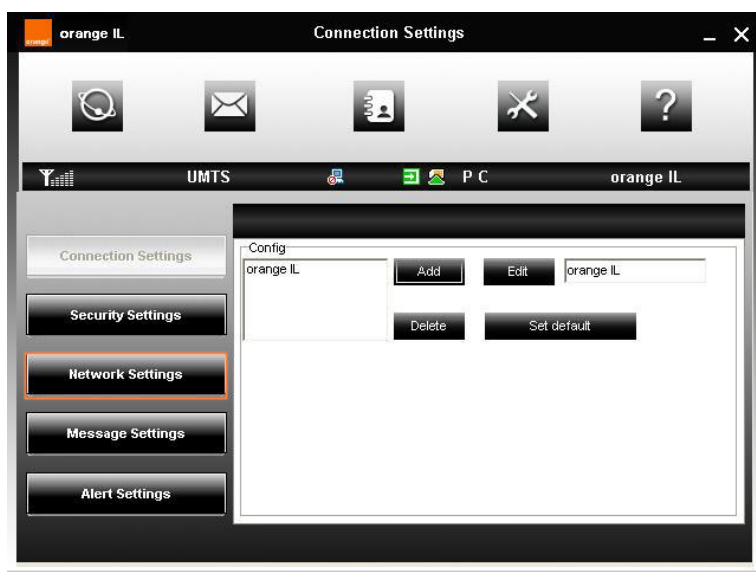 orange IL
Connection Settings
orange
?
UMTS
P C
orange IL
Connection Settings
Security Settings
Network Settings
Message Settings
Alert Settings
Config
orange IL
Add
Edit
orange IL
Delete
Set default